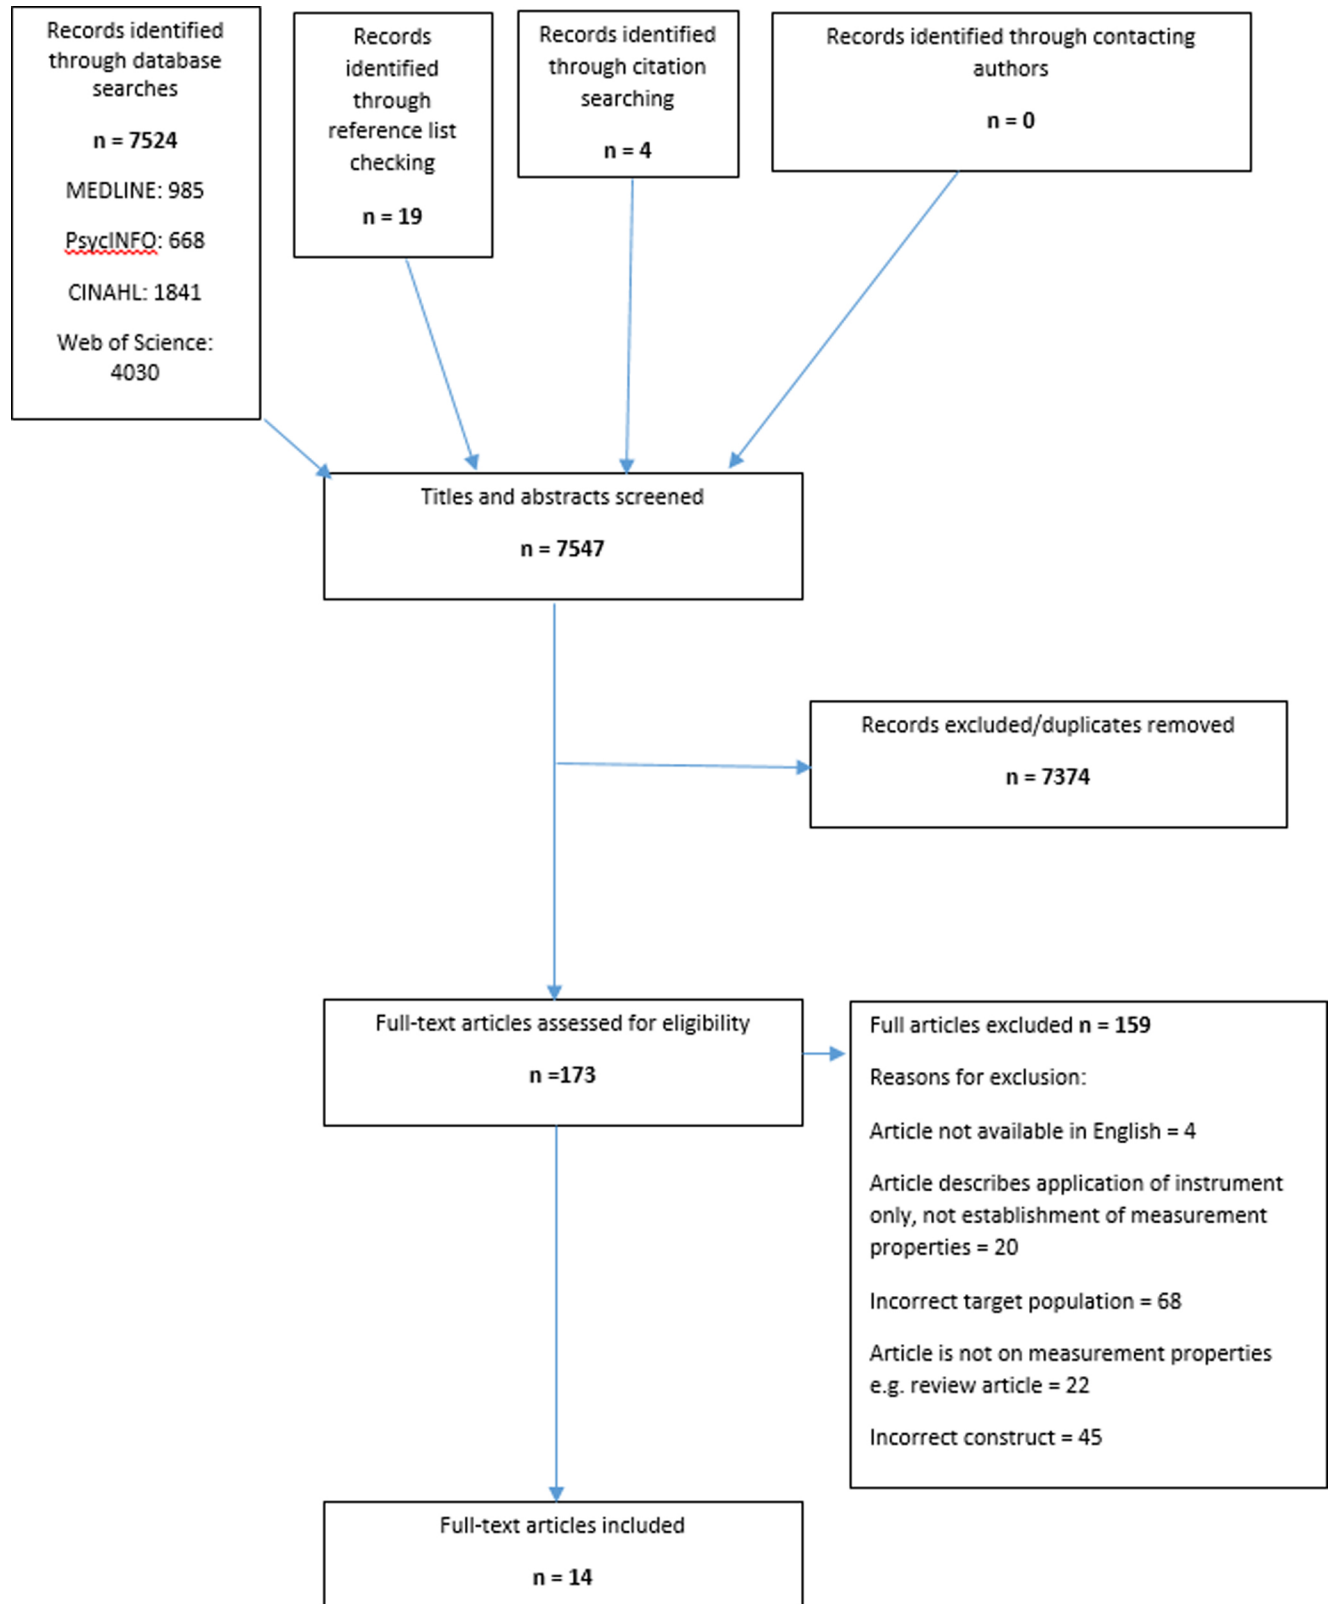 Records identified
through database
searches
n = 7524
MEDLINE: 985
PsycINFO: 668
CINAHL: 1841
Web of Science:
4030
Records
identified
through
reference list
checking
n = 19
Records identified
through citation
searching
n = 4
Records identified through contacting
authors
n = 0
Titles and abstracts screened
n = 7547
Records excluded/duplicates removed
n = 7374
Full-text articles assessed for eligibility
n =173
Full articles excluded n = 159
Reasons for exclusion:
Article not available in English = 4
Article describes application of instrument
only, not establishment of measurement
properties = 20
Incorrect target population = 68
Article is not on measurement properties
e.g. review article = 22
Incorrect construct = 45
Full-text articles included
n = 14